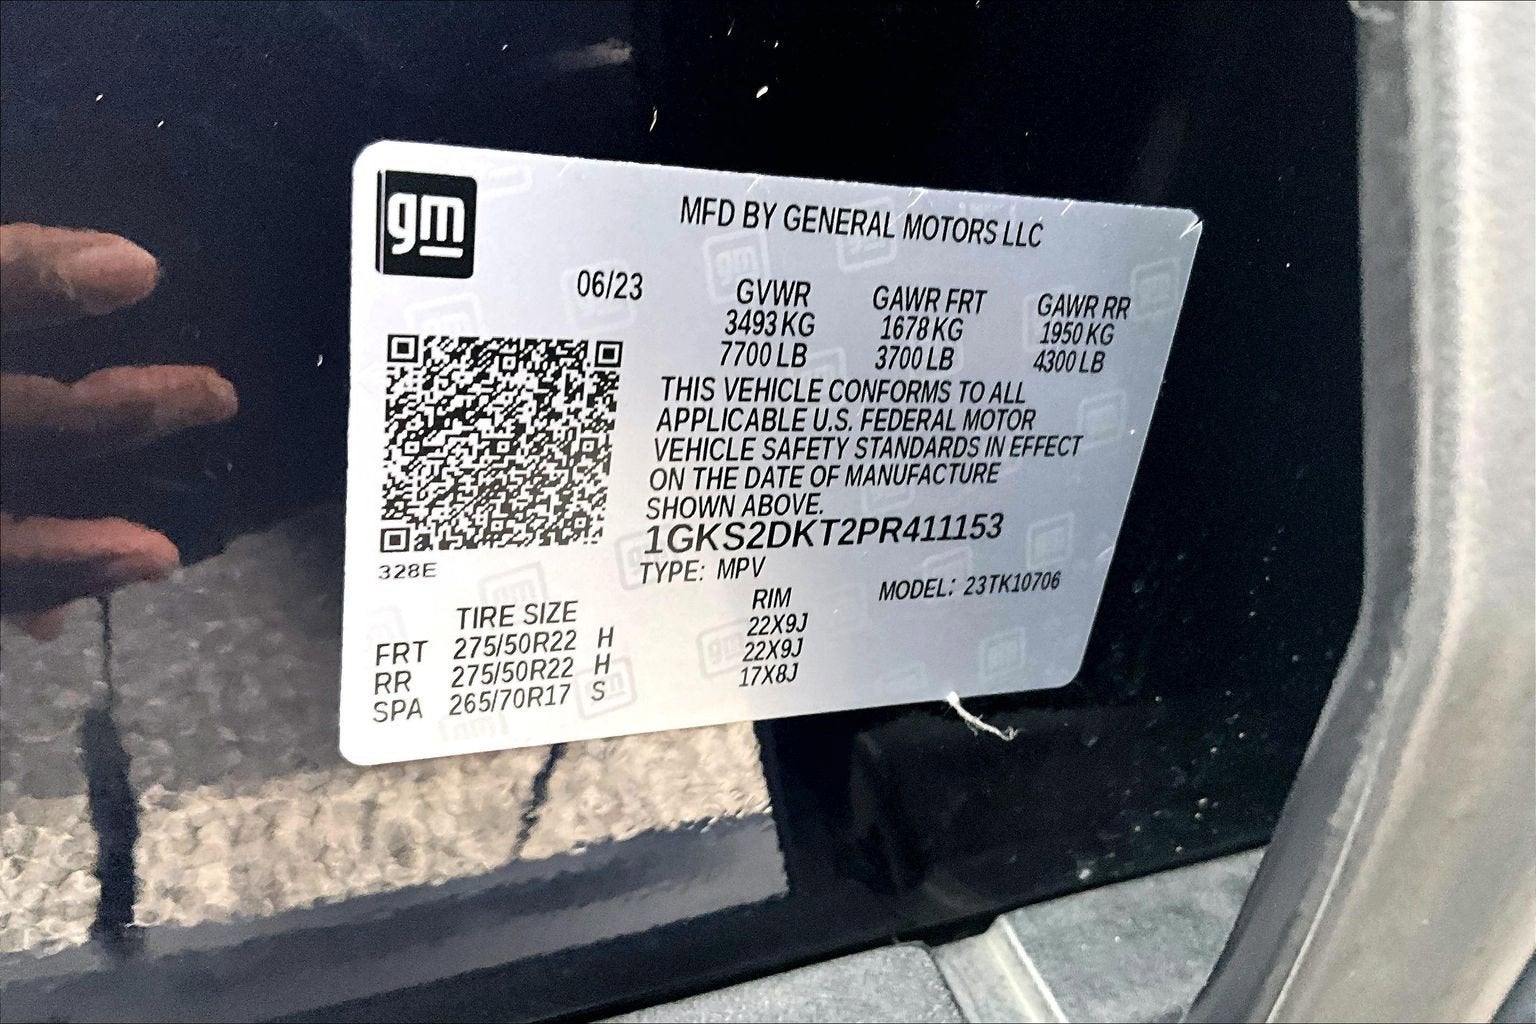 gm
MFD BY GENERAL MOTORS LLC
06/23 GVWR GAWR FRT GAWR RR
3493 KG 1678 KG 1950 KG
7700 LB 3700 LB 4300 LB
THIS VEHICLE CONFORMS TO ALL
APPLICABLE U.S. FEDERAL MOTOR
VEHICLE SAFETY STANDARDS IN EFFECT
ON THE DATE OF MANUFACTURE
SHOWN ABOVE.
1GKS2DKT2PR411153
328E
TYPE: MPV MODEL: 23TK10706
TIRE SIZE RIM
FRT 275/50R22 H 22X9J
RR 275/50R22 H 22X9J
SPA 265/70R17 S 17X8J